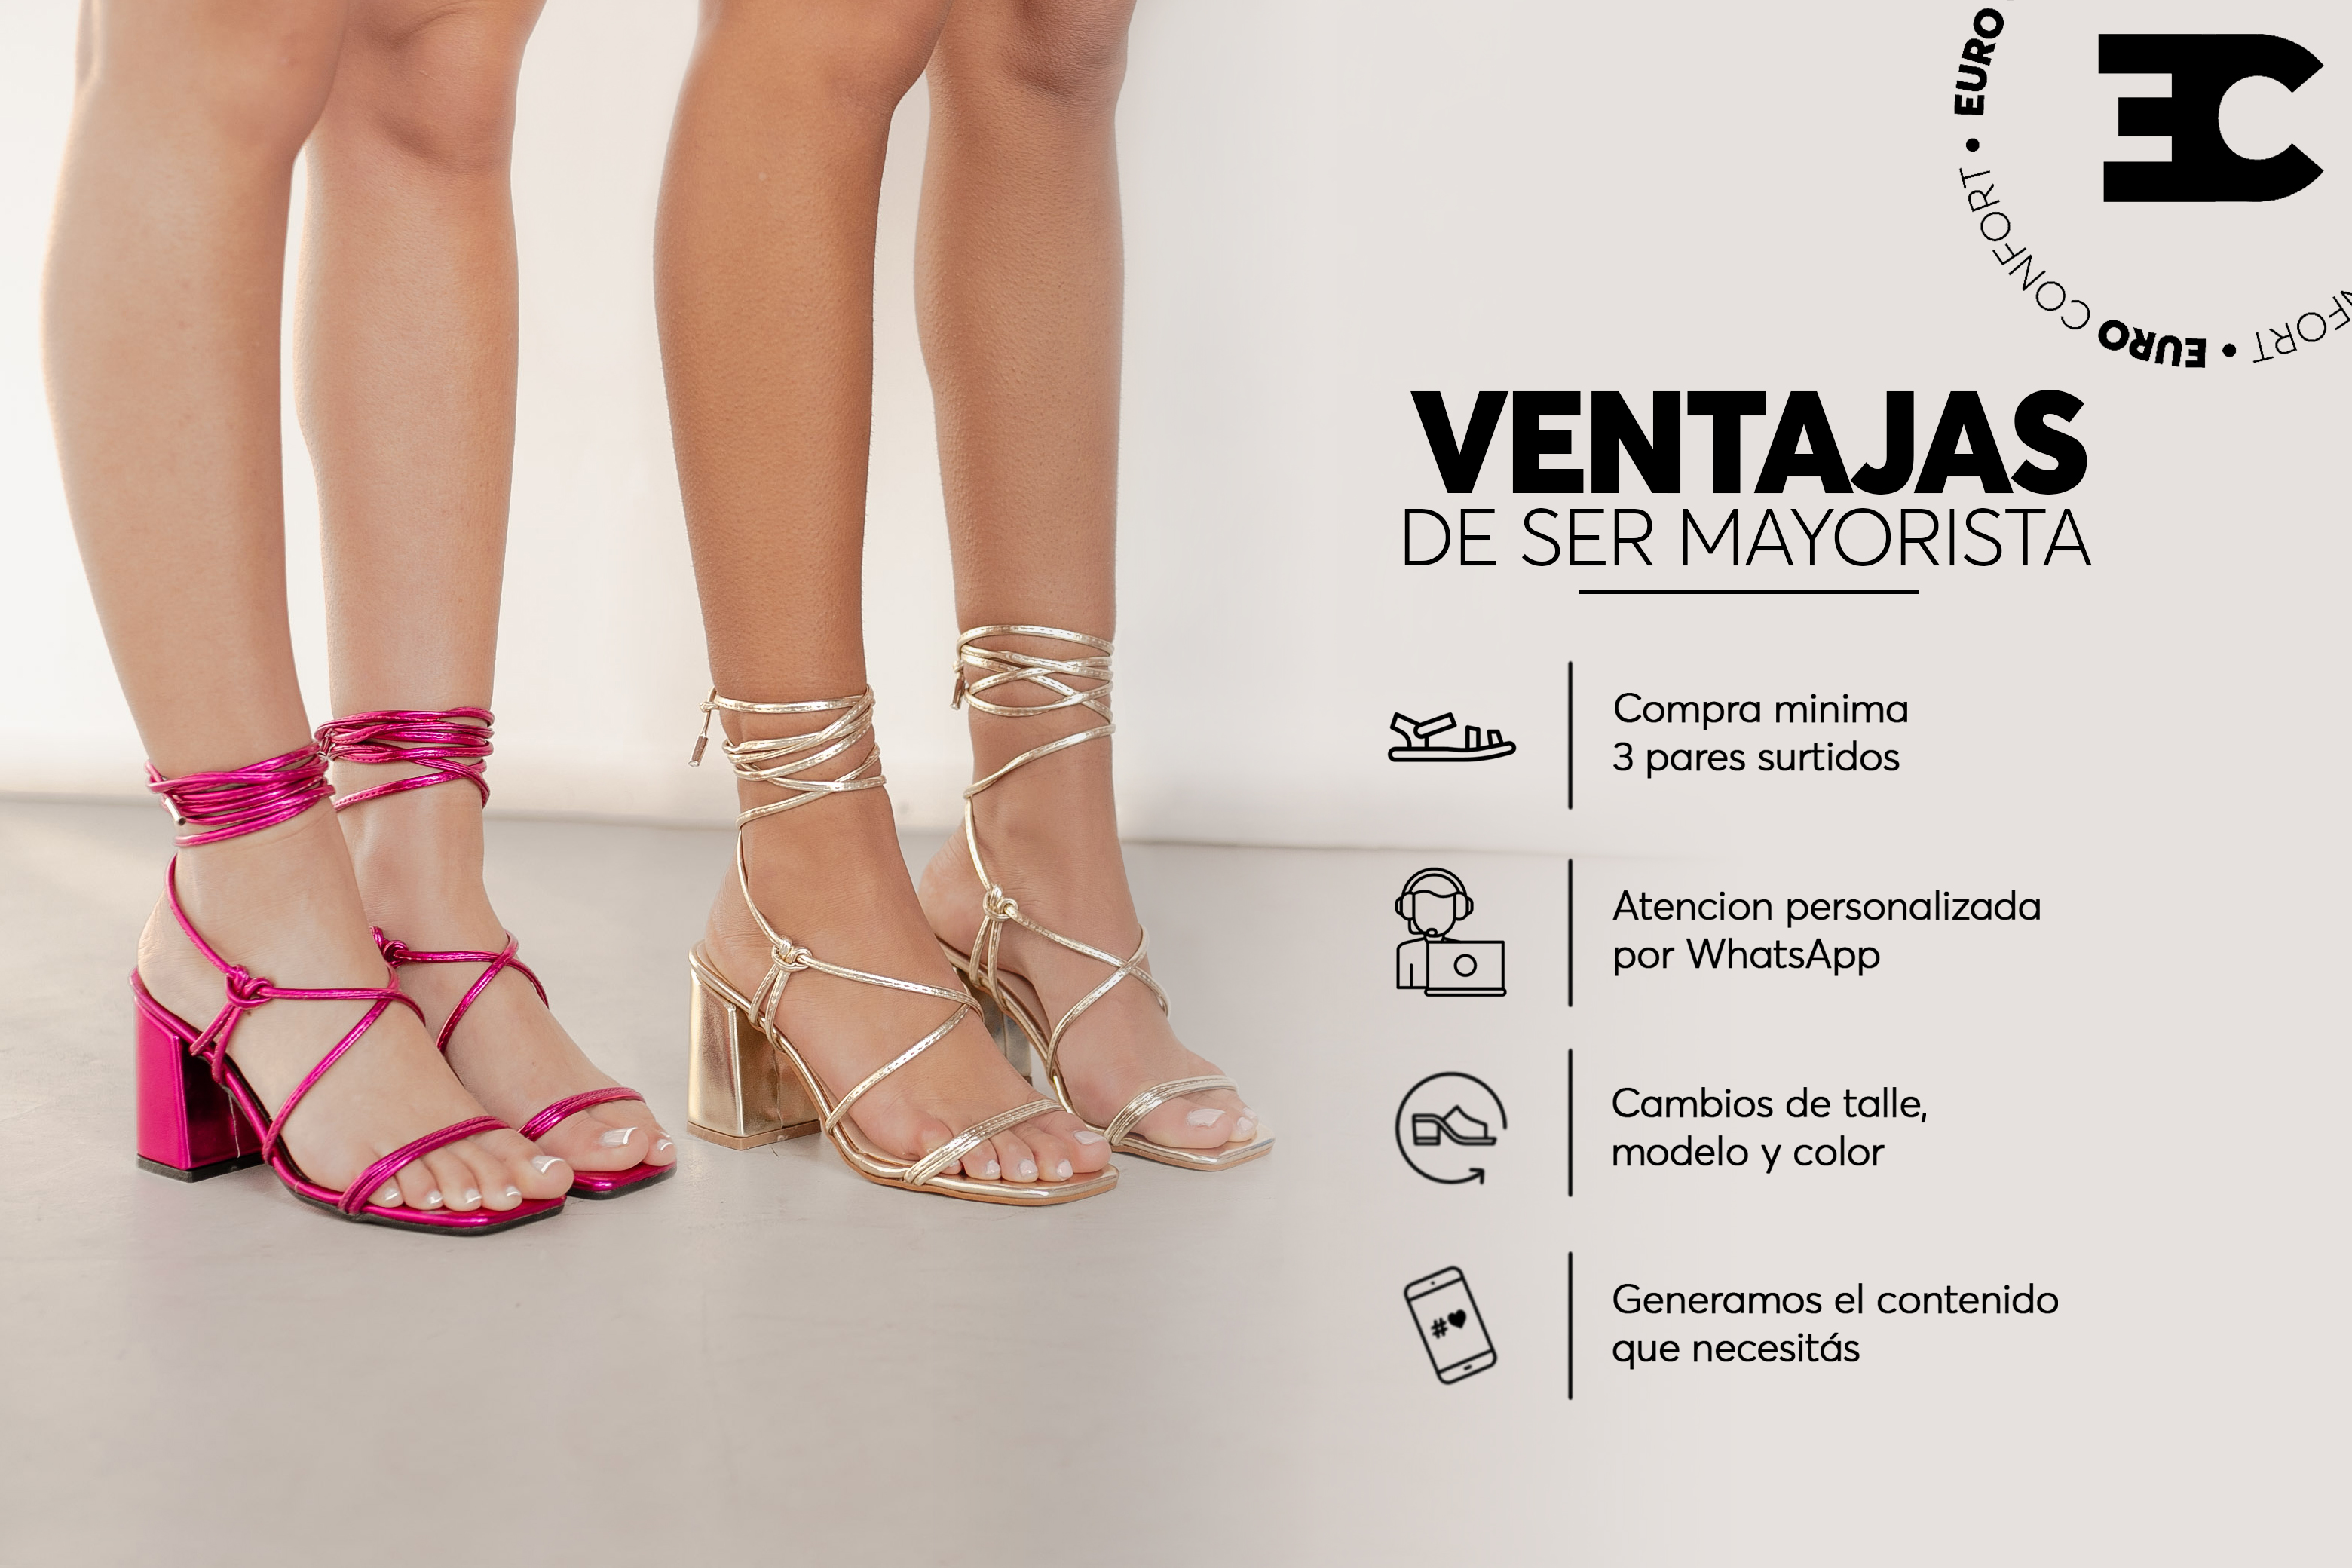 EURO
CONFORT • EURO
CONFORT • EURO
EC
VENTAJAS
DE SER MAYORISTA
Compra minima
3 pares surtidos
Atencion personalizada
por WhatsApp
Cambios de talle,
modelo y color
#
Generamos el contenido
que necesitás